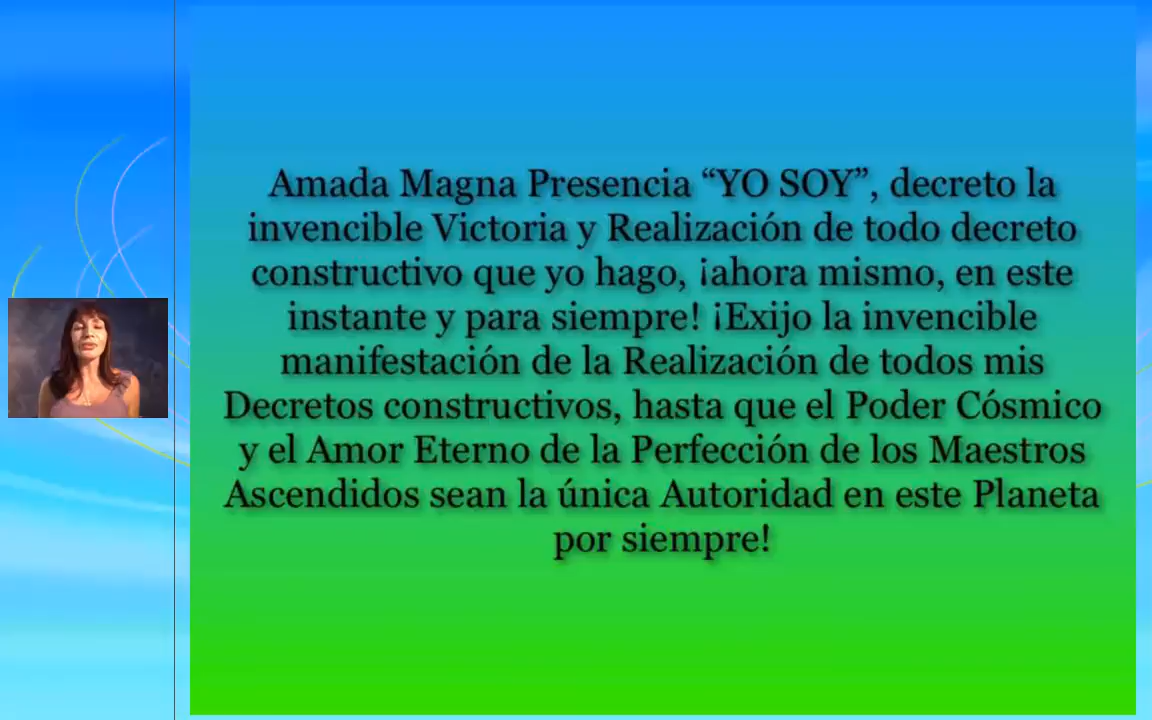 Amada Magna Presencia “YO SOY”, decreto la
invencible Victoria y Realización de todo decreto
constructivo que yo hago, ¡ahora mismo, en este
instante y para siempre! ¡Exijo la invencible
manifestación de la Realización de todos mis
Decretos constructivos, hasta que el Poder Cósmico
y el Amor Eterno de la Perfección de los Maestros
Ascendidos sean la única Autoridad en este Planeta
por siempre!